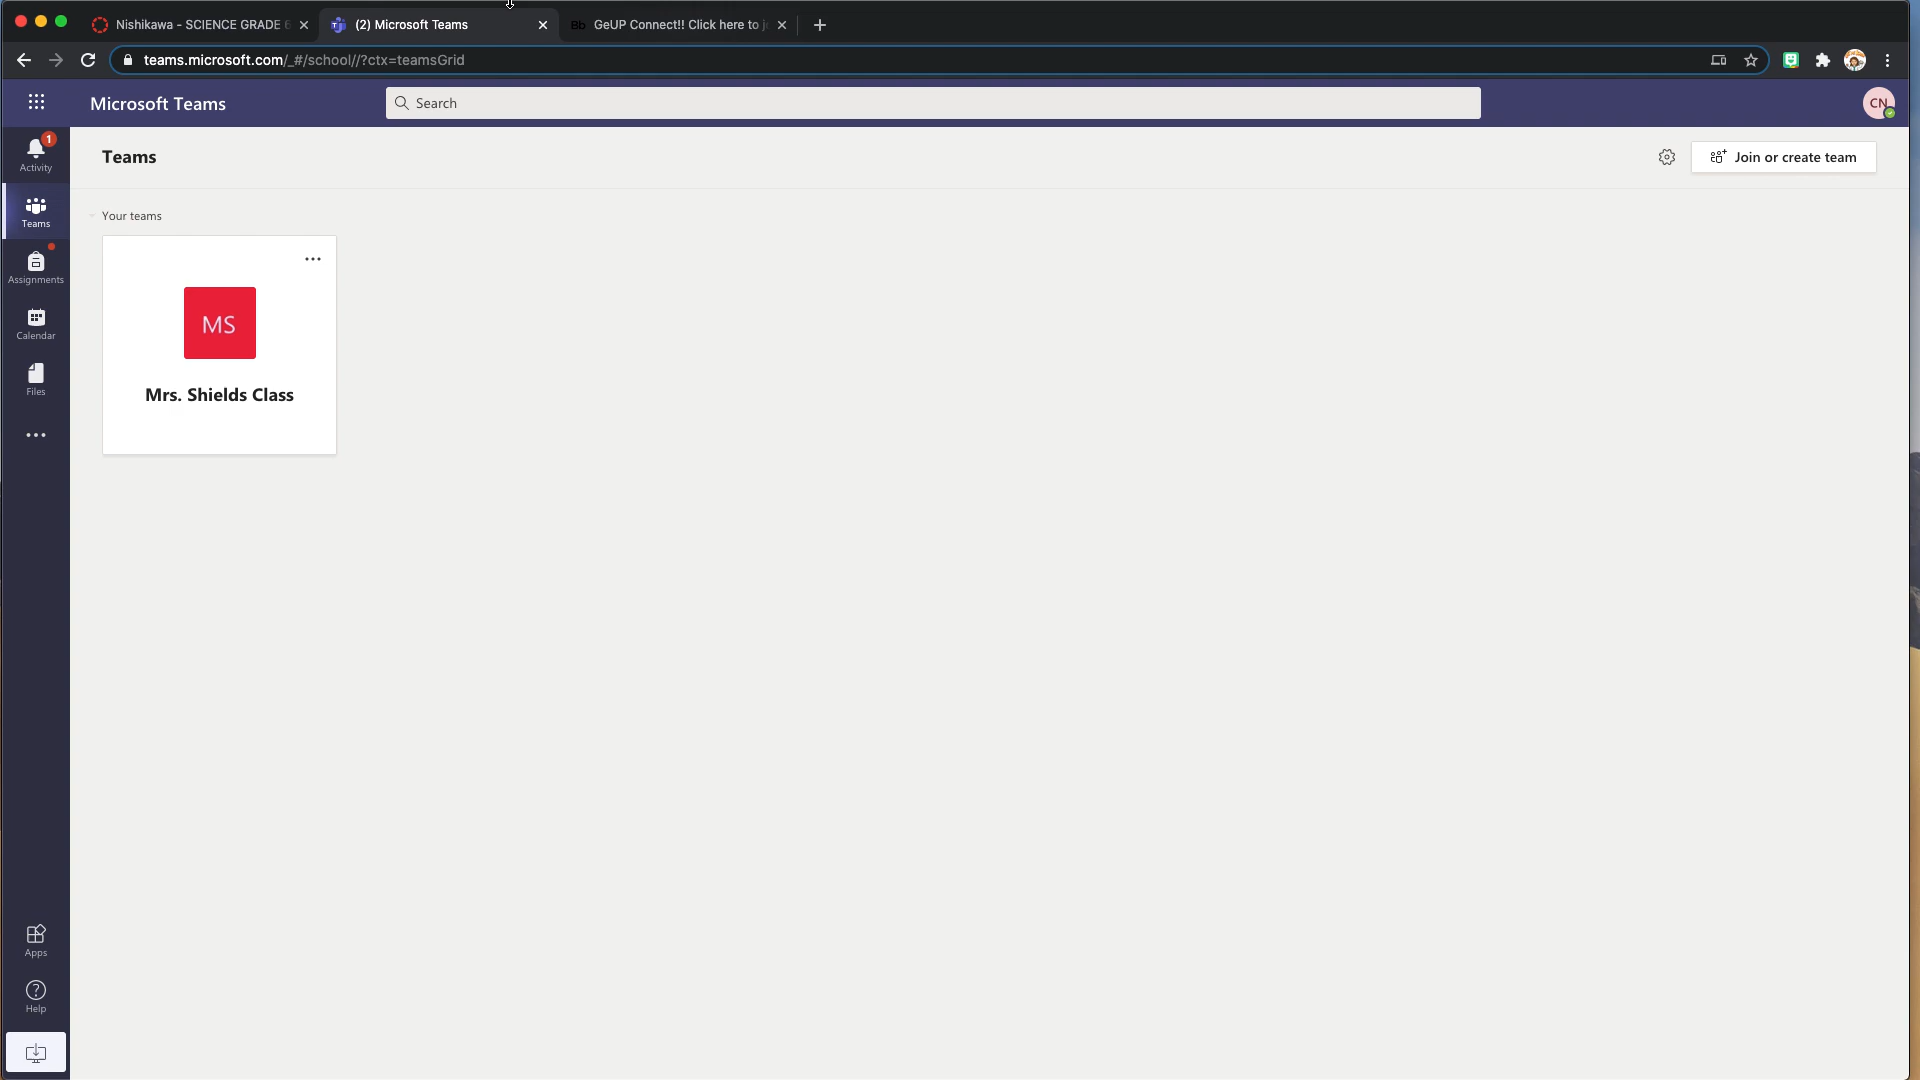 Nishikawa - SCIENCE GRADE 6
(2) Microsoft Teams
Bb GeUP Connect!! Click here to j
teams.microsoft.com/_#/school//?ctx=teamsGrid
Microsoft Teams
Search
CN
1
Activity
Teams
Assignments
Calendar
Files
Apps
Help
Teams
Join or create team
Your teams
MS
Mrs. Shields Class